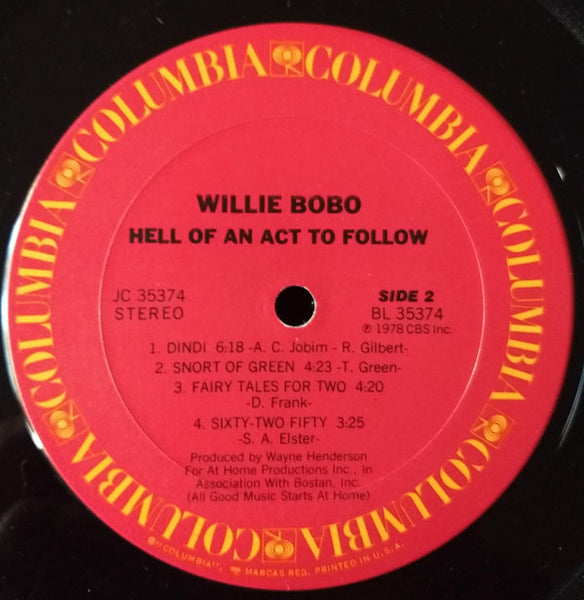 COLUMBIA COLUMBIA COLUMBIA COLUMBIA COLUMBIA COLUMBIA COLUMBIA COLUMBIA
WILLIE BOBO
HELL OF AN ACT TO FOLLOW
JC 35374
STEREO
SIDE 2
BL 35374
℗ 1978 CBS Inc.
1. DINDI 6:18 -A. C. Jobim - R. Gilbert-
2. SNORT OF GREEN 4:23 -T. Green-
3. FAIRY TALES FOR TWO 4:20
-D. Frank-
4. SIXTY-TWO FIFTY 3:25
-S. A. Elster-
Produced by Wayne Henderson
For At Home Productions Inc., In
Association With Bostan, Inc.
(All Good Music Starts At Home)
"COLUMBIA", MARCAS REG. PRINTED IN U.S.A.